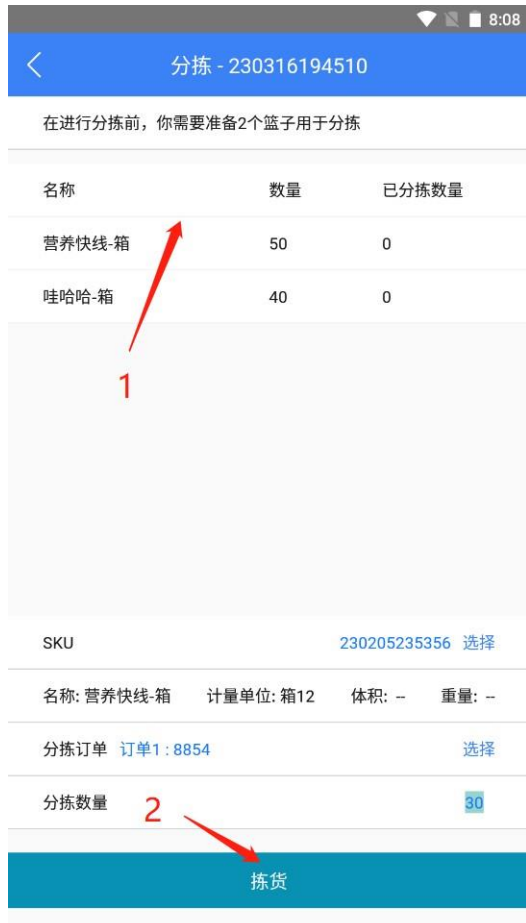 8:08
分拣 - 230316194510
在进行分拣前，你需要准备2个篮子用于分拣
名称 数量 已分拣数量
营养快线-箱 50 0
哇哈哈-箱 40 0
1
SKU 230205235356 选择
名称: 营养快线-箱 计量单位: 箱12 体积: -- 重量: --
分拣订单 订单1 : 8854 选择
分拣数量 30
2
拣货